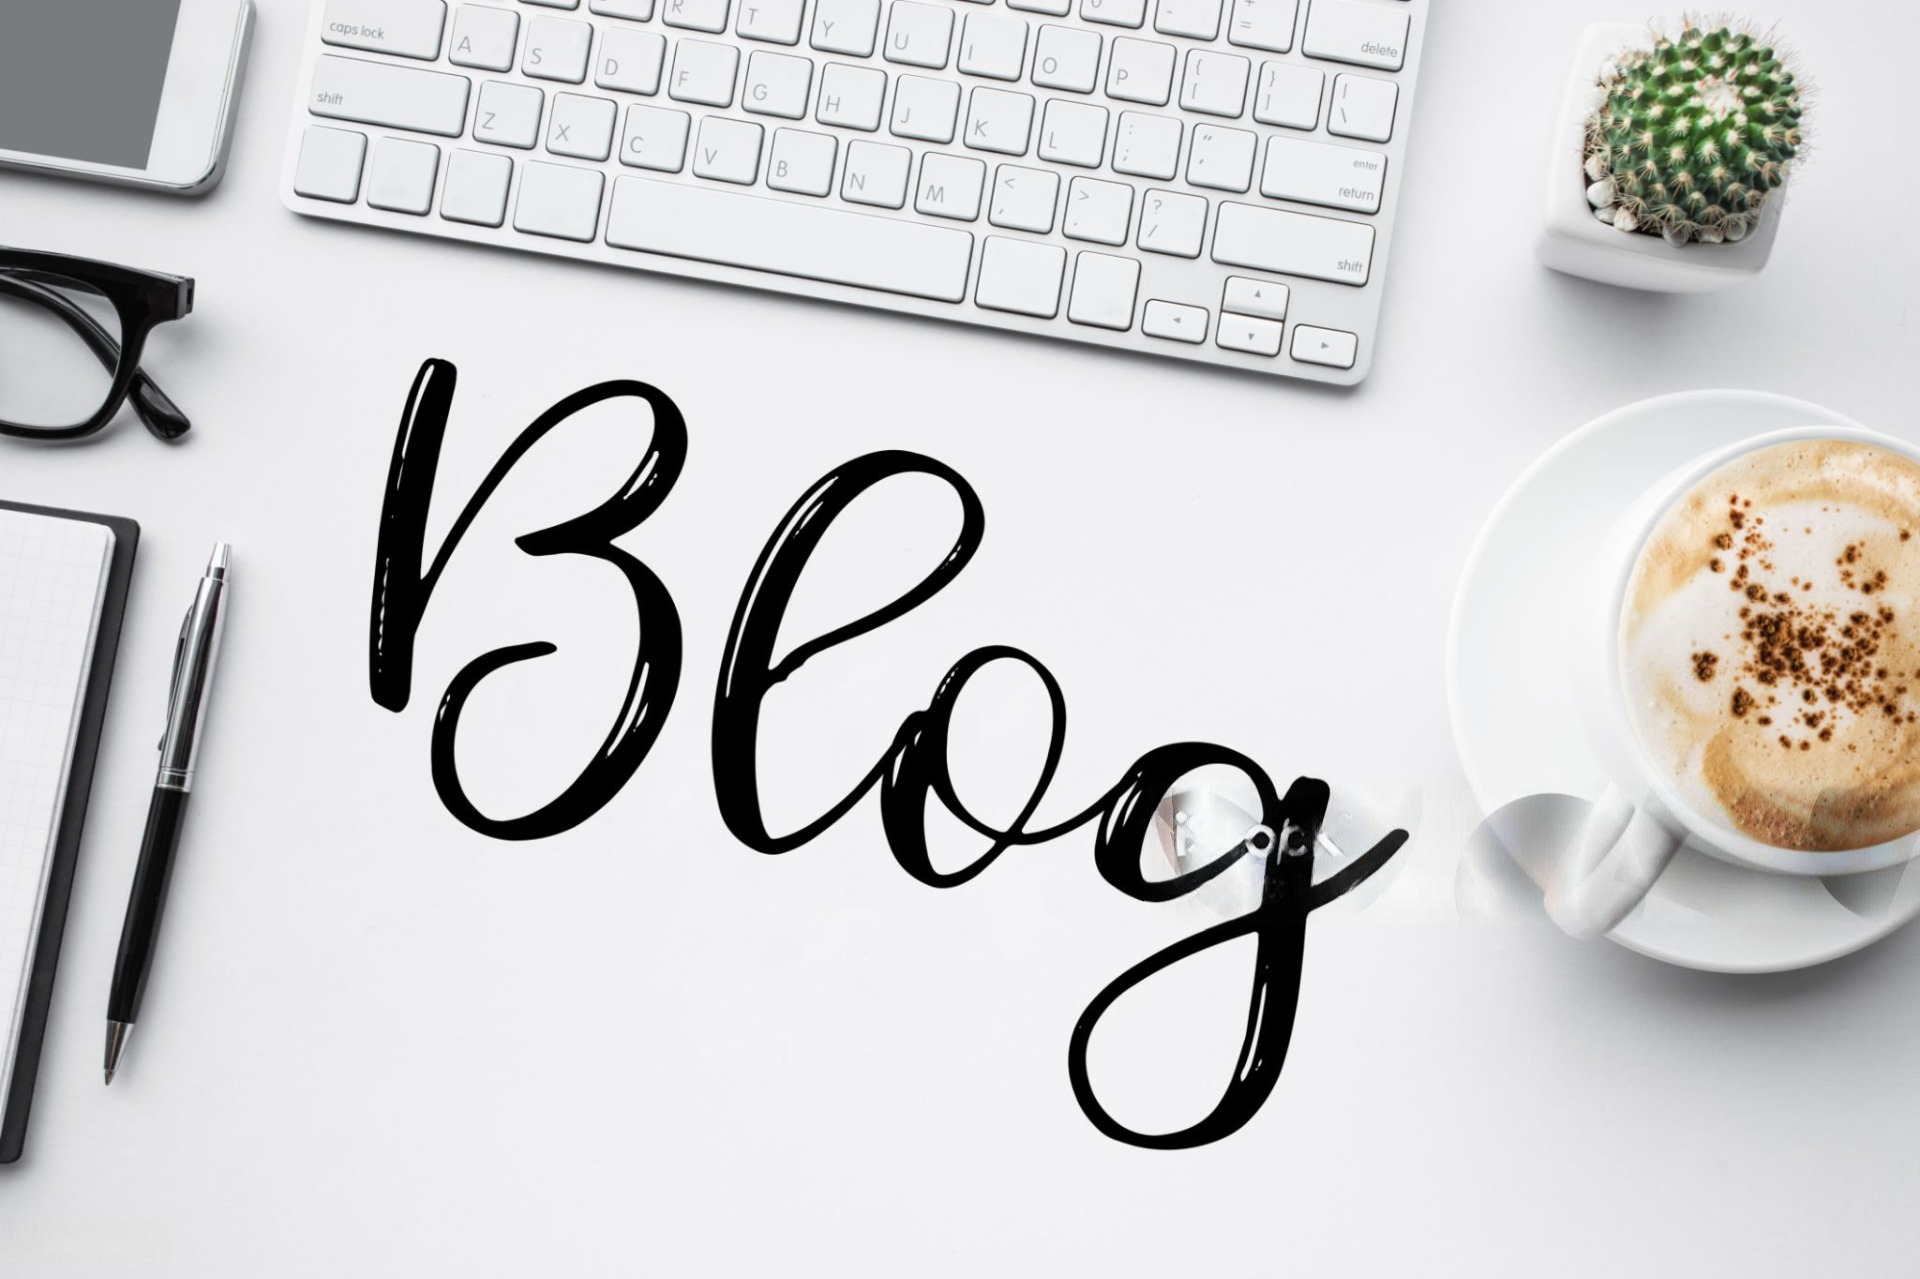 caps lock A S D F G H J K L : ; " ' enter return
R T Y U I O P { [ } ] | \
- + = delete
shift Z X C V B N M < , > . ? / shift
Blog